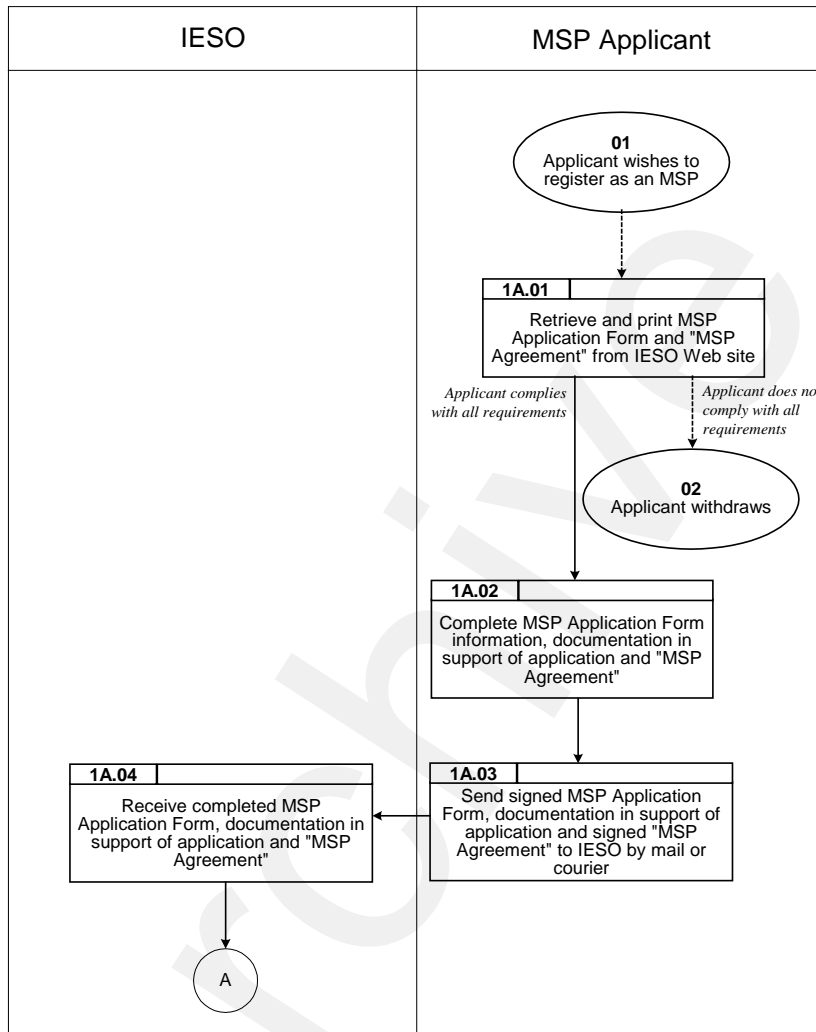 IESO
MSP Applicant
01
Applicant wishes to
register as an MSP
1A.01
Retrieve and print MSP
Application Form and "MSP
Agreement" from IESO Web site
Applicant complies
with all requirements
Applicant does no
comply with all
requirements
02
Applicant withdraws
1A.02
Complete MSP Application Form
information, documentation in
support of application and "MSP
Agreement"
1A.04
Receive completed MSP
Application Form, documentation in
support of application and "MSP
Agreement"
1A.03
Send signed MSP Application
Form, documentation in support of
application and signed "MSP
Agreement" to IESO by mail or
courier
A
rchive